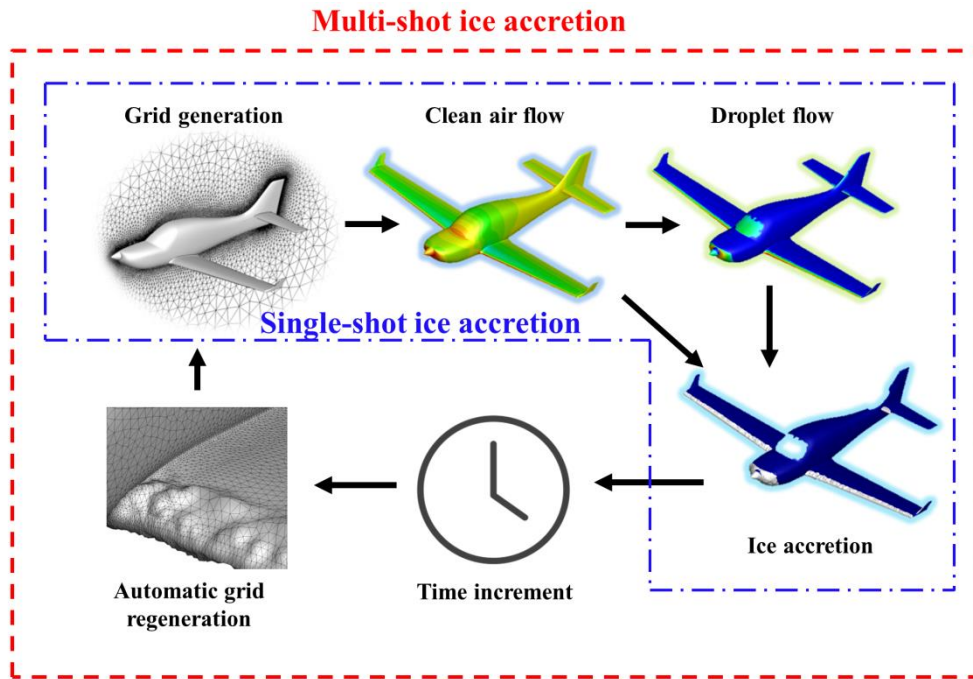 Multi-shot ice accretion
Grid generation
Clean air flow
Droplet flow
Single-shot ice accretion
Ice accretion
Time increment
Automatic grid
regeneration